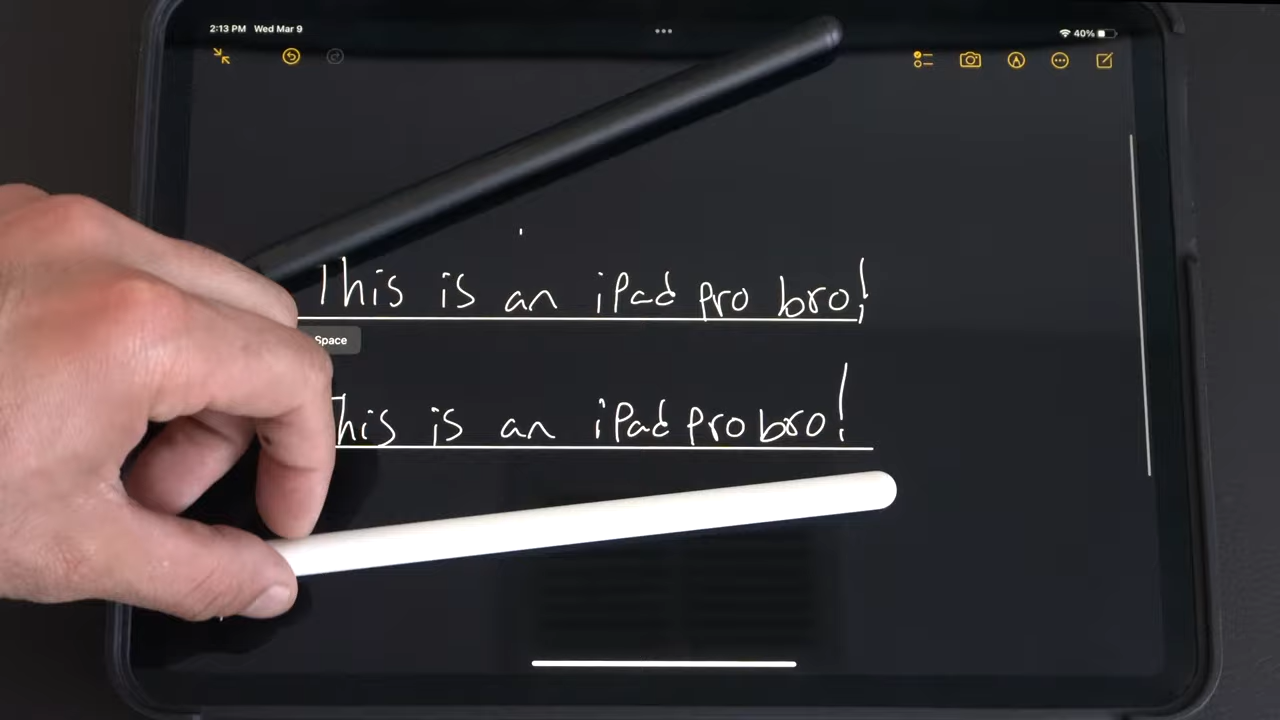 2:13 PM Wed Mar 9
40%
This is an iPad pro bro!
Space
This is an iPad pro bro!